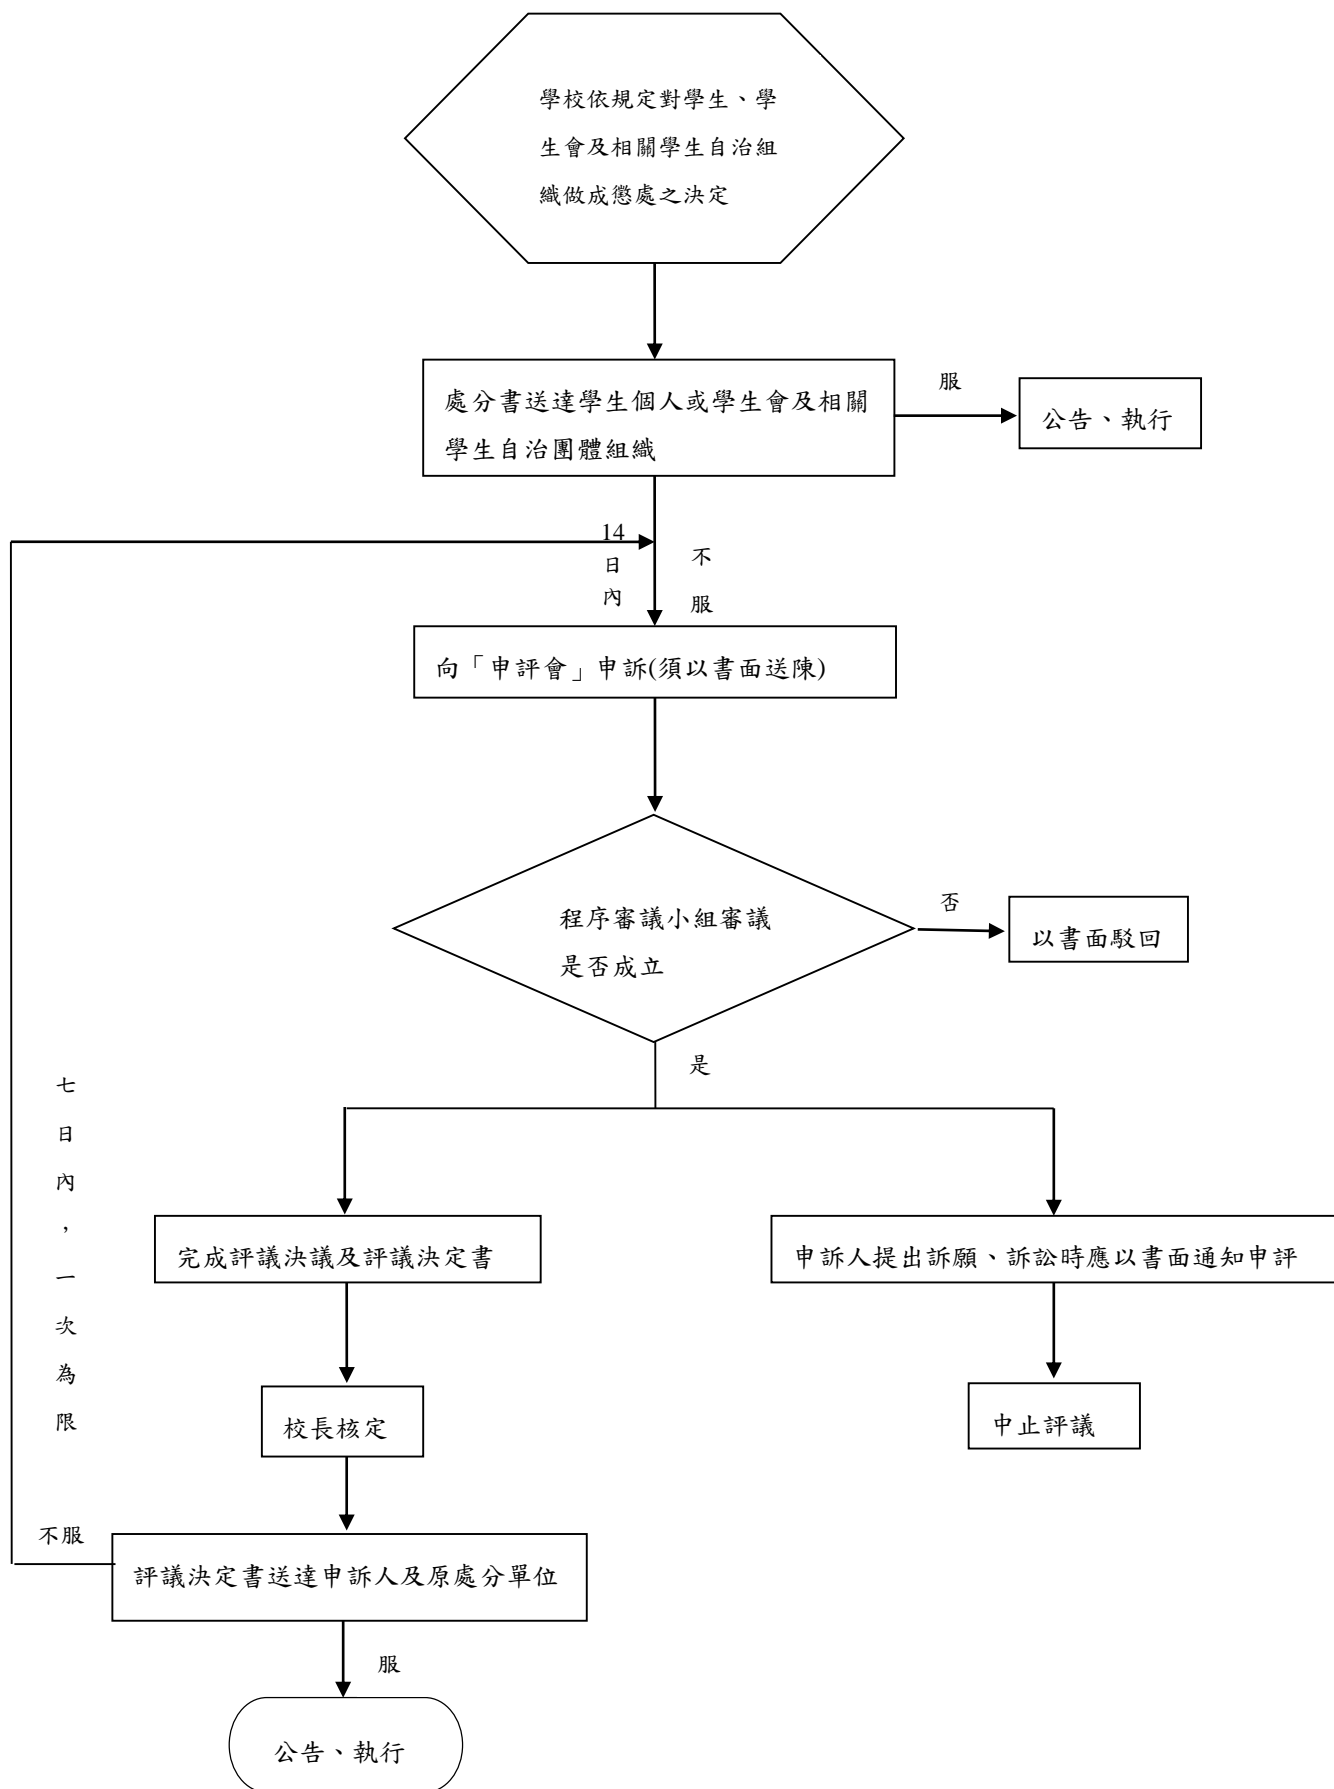 學校依規定對學生、學
生會及相關學生自治組
織做成懲處之決定
處分書送達學生個人或學生會及相關
學生自治團體組織
服
公告、執行
14
日
內
不
服
向「申評會」申訴(須以書面送陳)
程序審議小組審議
是否成立
否
以書面駁回
是
七
日
內
，
一
次
為
限
完成評議決議及評議決定書
申訴人提出訴願、訴訟時應以書面通知申評
校長核定
中止評議
不服
評議決定書送達申訴人及原處分單位
服
公告、執行